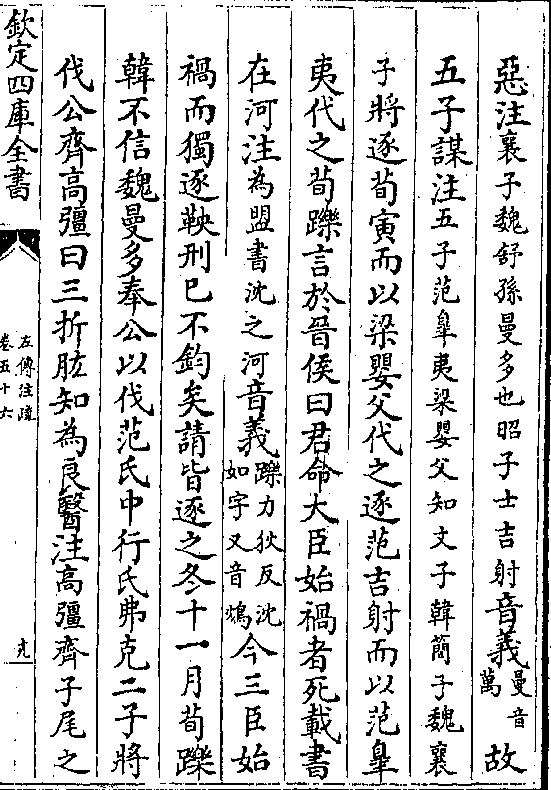 惡注襄子魏舒孫曼多也昭子士吉射音義曼音萬故
五子謀注五子范臯夷梁嬰父知文子韓簡子魏襄
子將逐荀寅而以梁嬰父代之逐范吉射而以范臯
夷代之荀躒言於晉侯曰君命大臣始禍者死載書
在河注為盟書沈之河音義躒力狄反沈如字又音鴆今三臣始
禍而獨逐鞅刑已不鈞矣請皆逐之冬十一月荀躒
韓不信魏曼多奉公以伐范氏中行氏弗克二子將
伐公齊高彊曰三折肱知為良醫注高彊齊子尾之
欽定四庫全書
左傳注疏
卷五十六